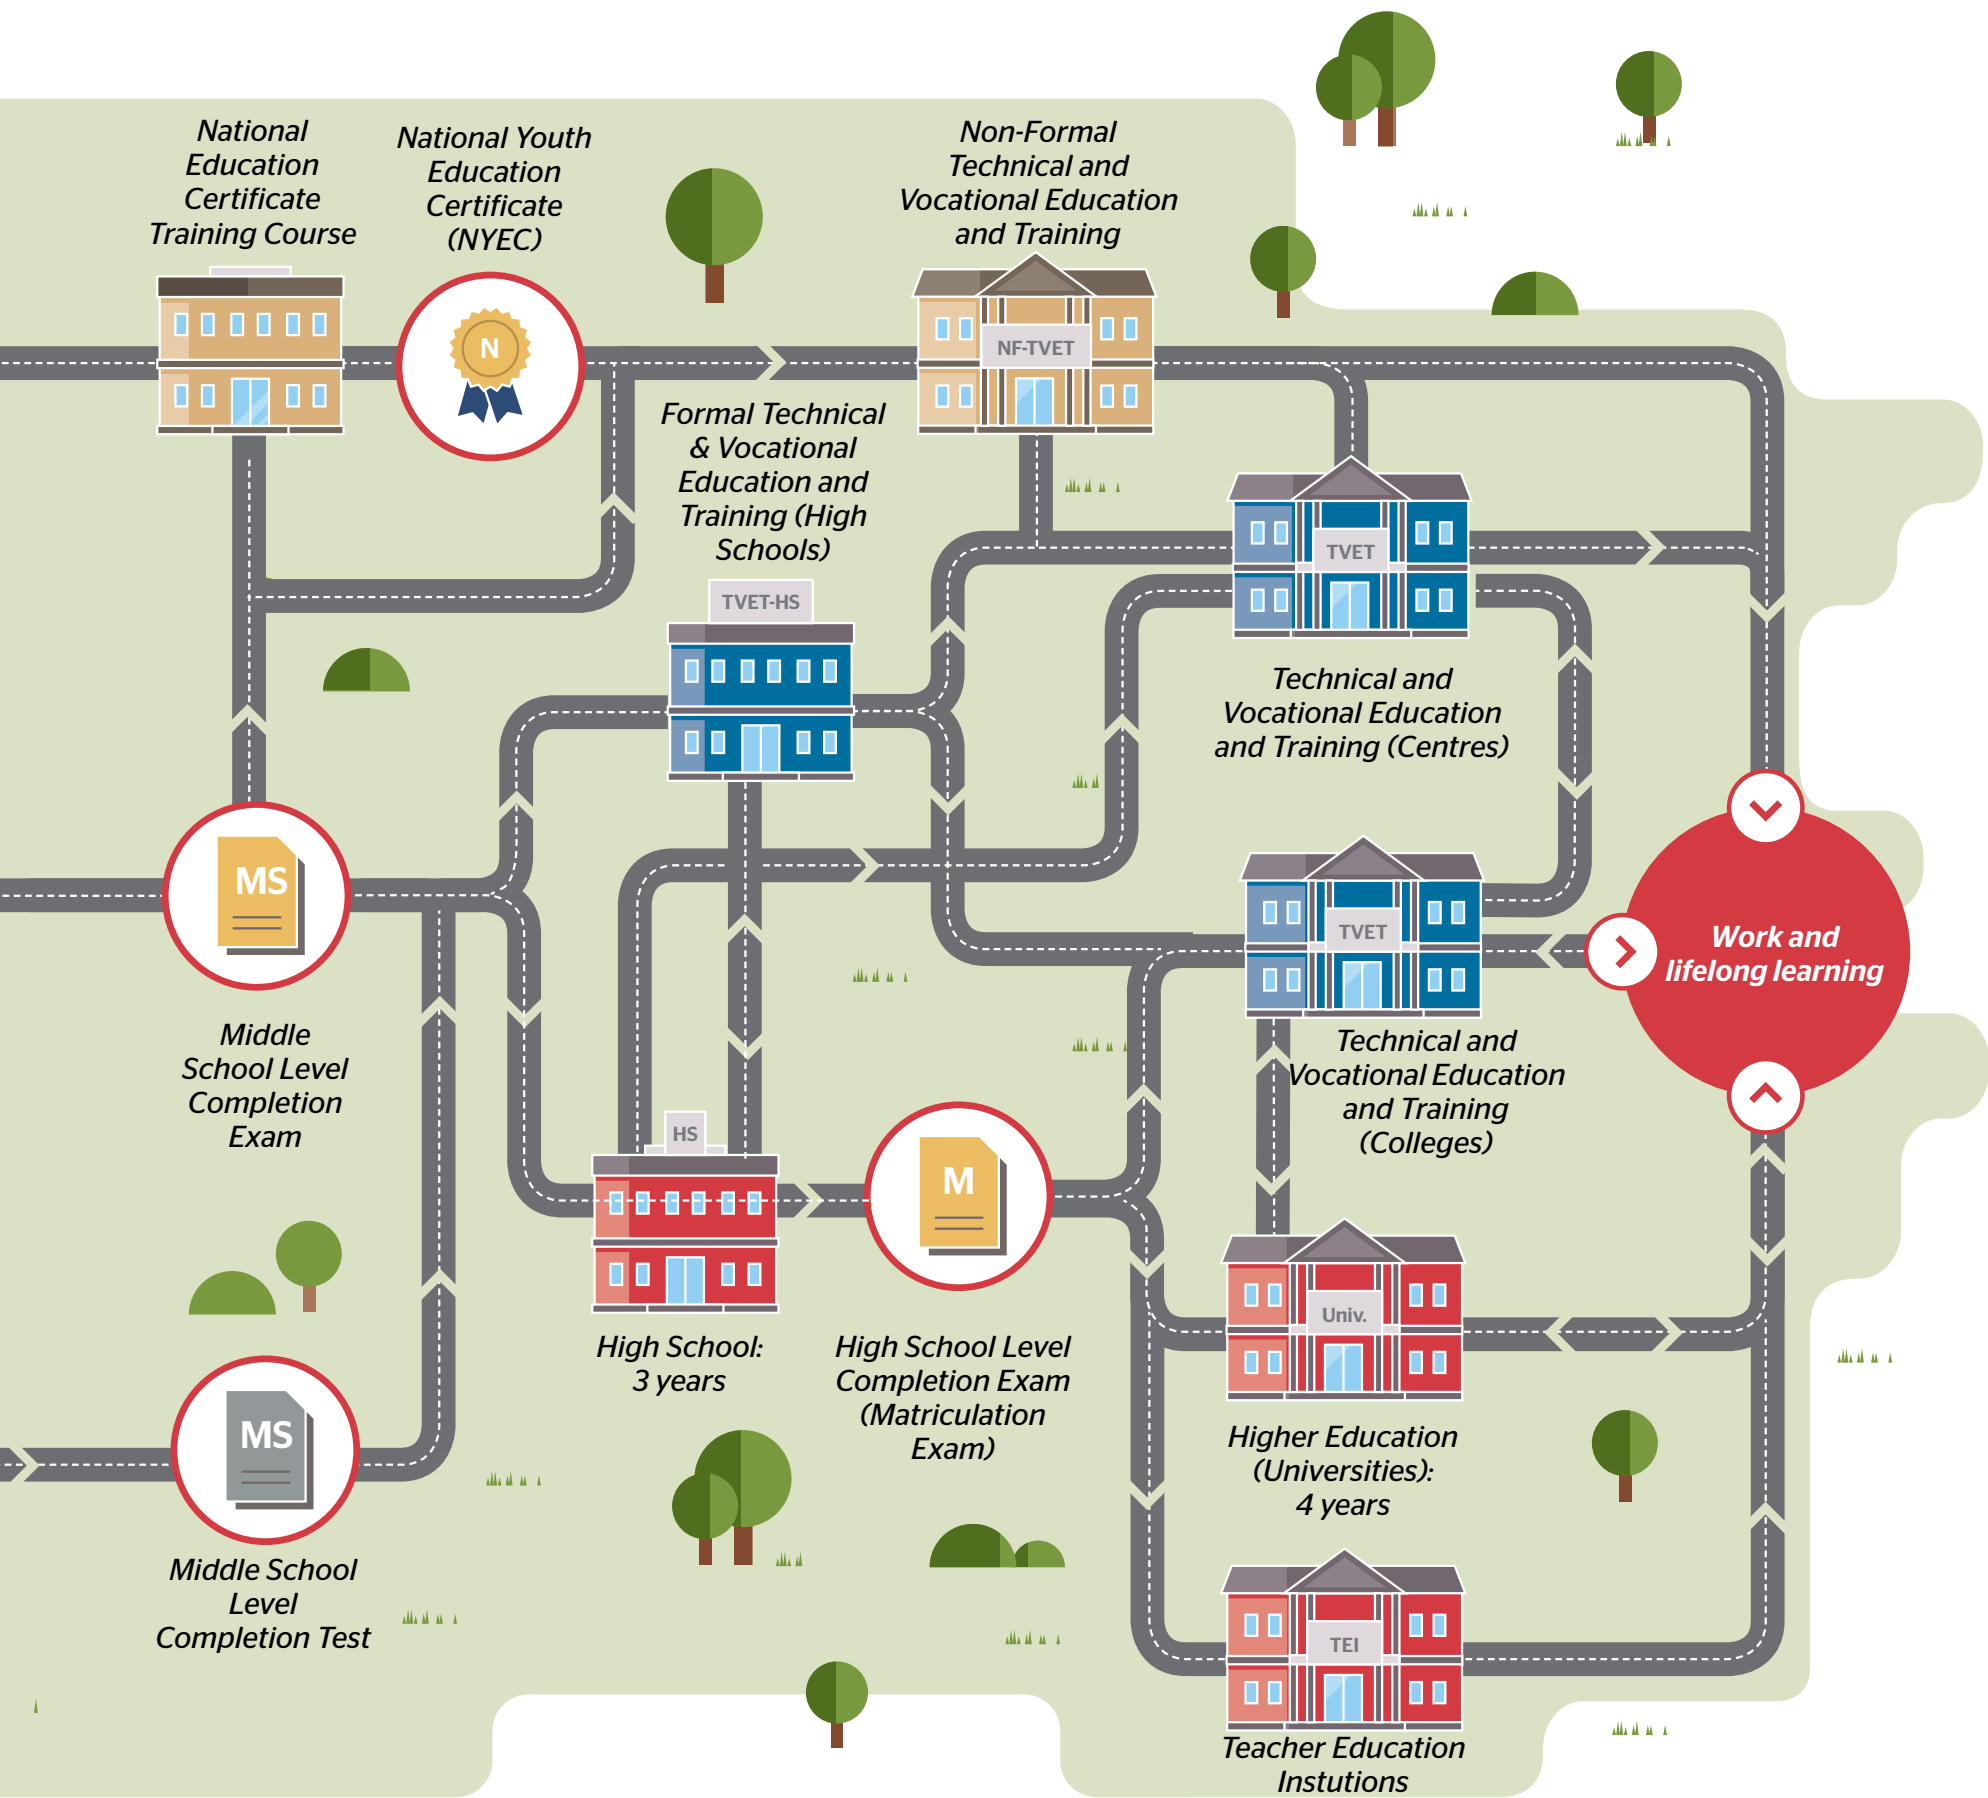 National
Education
Certificate
Training Course
National Youth
Education
Certificate
(NYEC)
Non-Formal
Technical and
Vocational Education
and Training
N
NF-TVET
Formal Technical
& Vocational
Education and
Training (High
Schools)
TVET-HS
TVET
Technical and
Vocational Education
and Training (Centres)
MS
Middle
School Level
Completion
Exam
TVET
Technical and
Vocational Education
and Training
(Colleges)
Work and
lifelong learning
HS
High School:
3 years
M
High School Level
Completion Exam
(Matriculation
Exam)
Univ.
Higher Education
(Universities):
4 years
MS
Middle School
Level
Completion Test
TEI
Teacher Education
Instutions